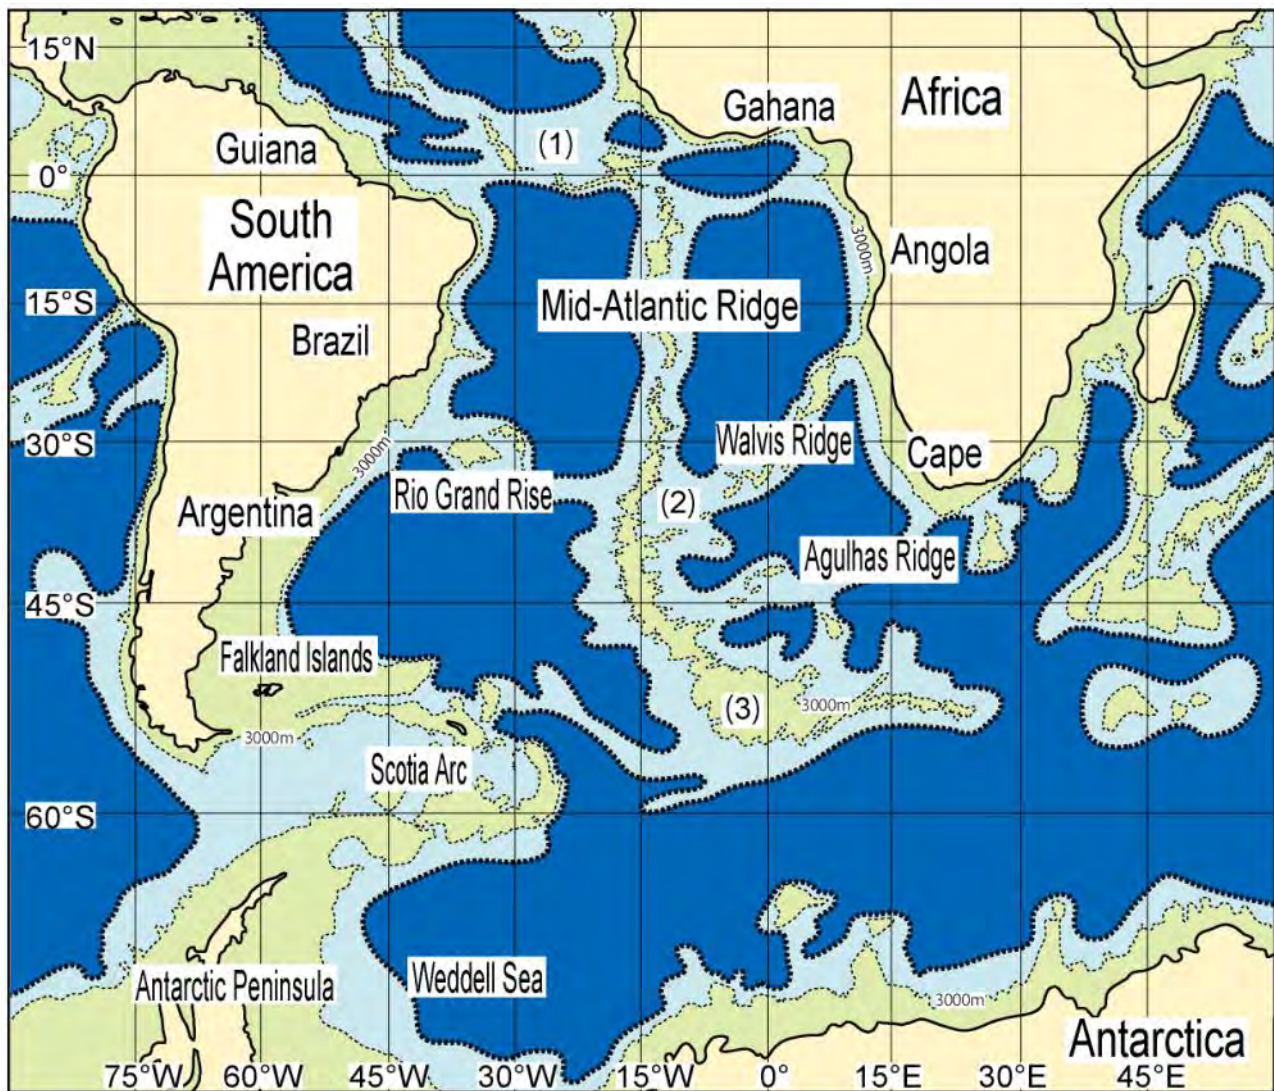 15°N
Gahana
Africa
Guiana
(1)
0°
South
America
3000m
Angola
15°S
Mid-Atlantic Ridge
Brazil
30°S
3000m
Walvis Ridge
Cape
Rio Grand Rise
(2)
Argentina
Agulhas Ridge
45°S
Falkland Islands
(3)
3000m
3000m
Scotia Arc
60°S
Antarctic Peninsula
Weddell Sea
3000m
Antarctica
75°W 60°W 45°W 30°W 15°W 0° 15°E 30°E 45°E